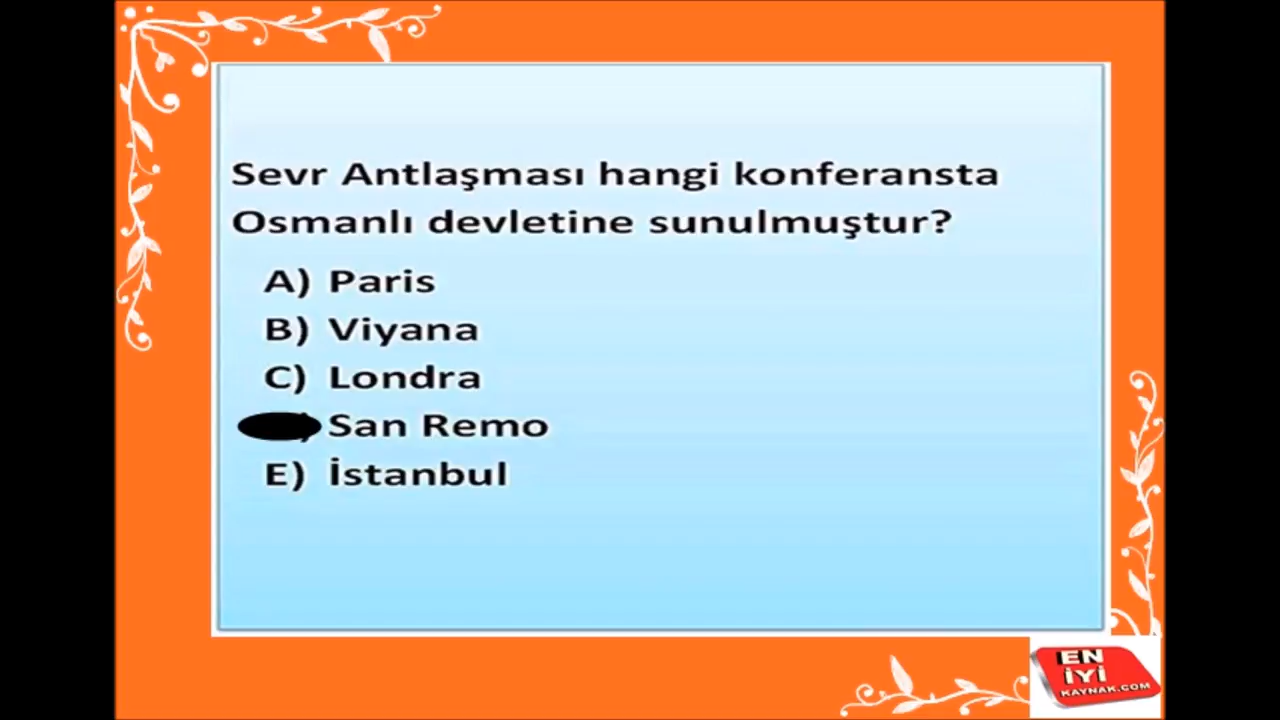 Sevr Antlaşması hangi konferansta
Osmanlı devletine sunulmuştur?
A) Paris
B) Viyana
C) Londra
San Remo
E) İstanbul
EN
İYİ
KAYNAK.COM